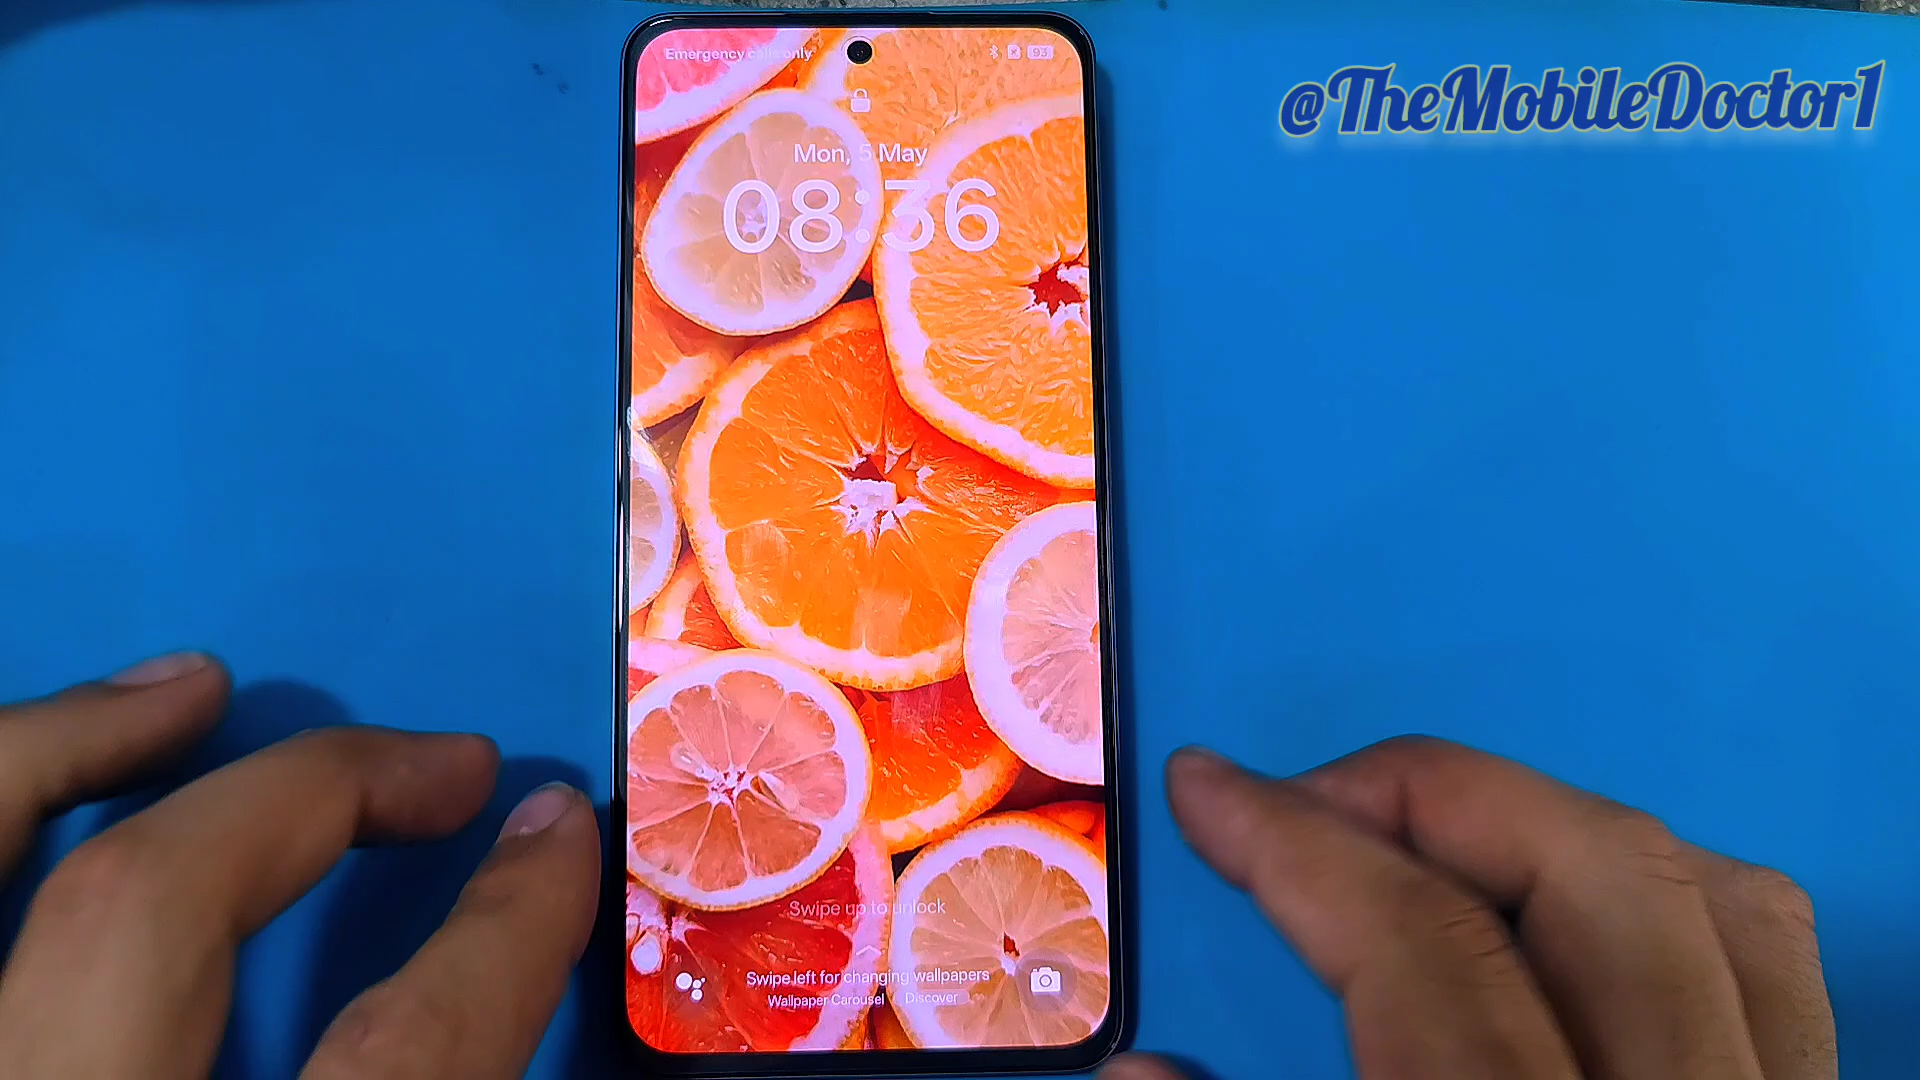 Emergency calls only
93
@TheMobileDoctor1
Mon, 5 May
08:36
Swipe up to unlock
Swipe left for changing wallpapers
Wallpaper Carousel Discover